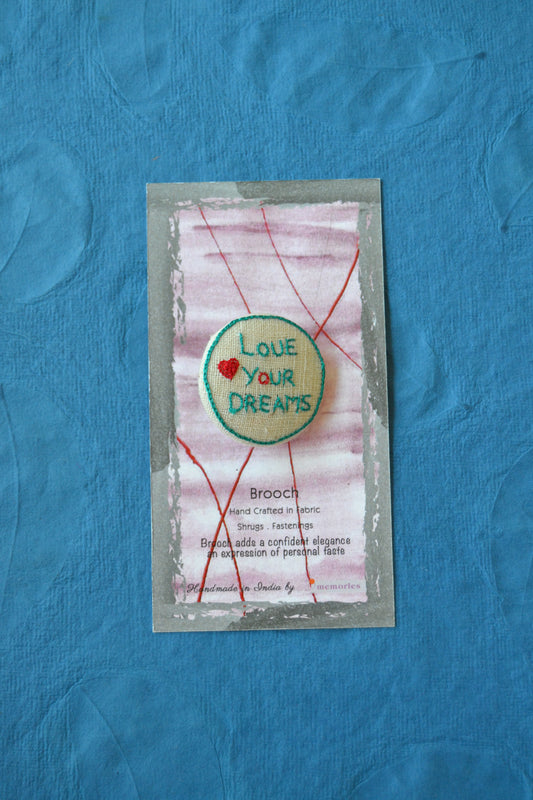 LOUE
YOUR
DREAMS
Brooch
Hand Crafted in Fabric
Shrugs . Fastenings
Brooch adds a confident elegance
an expression of personal taste
Handmade in India by memories